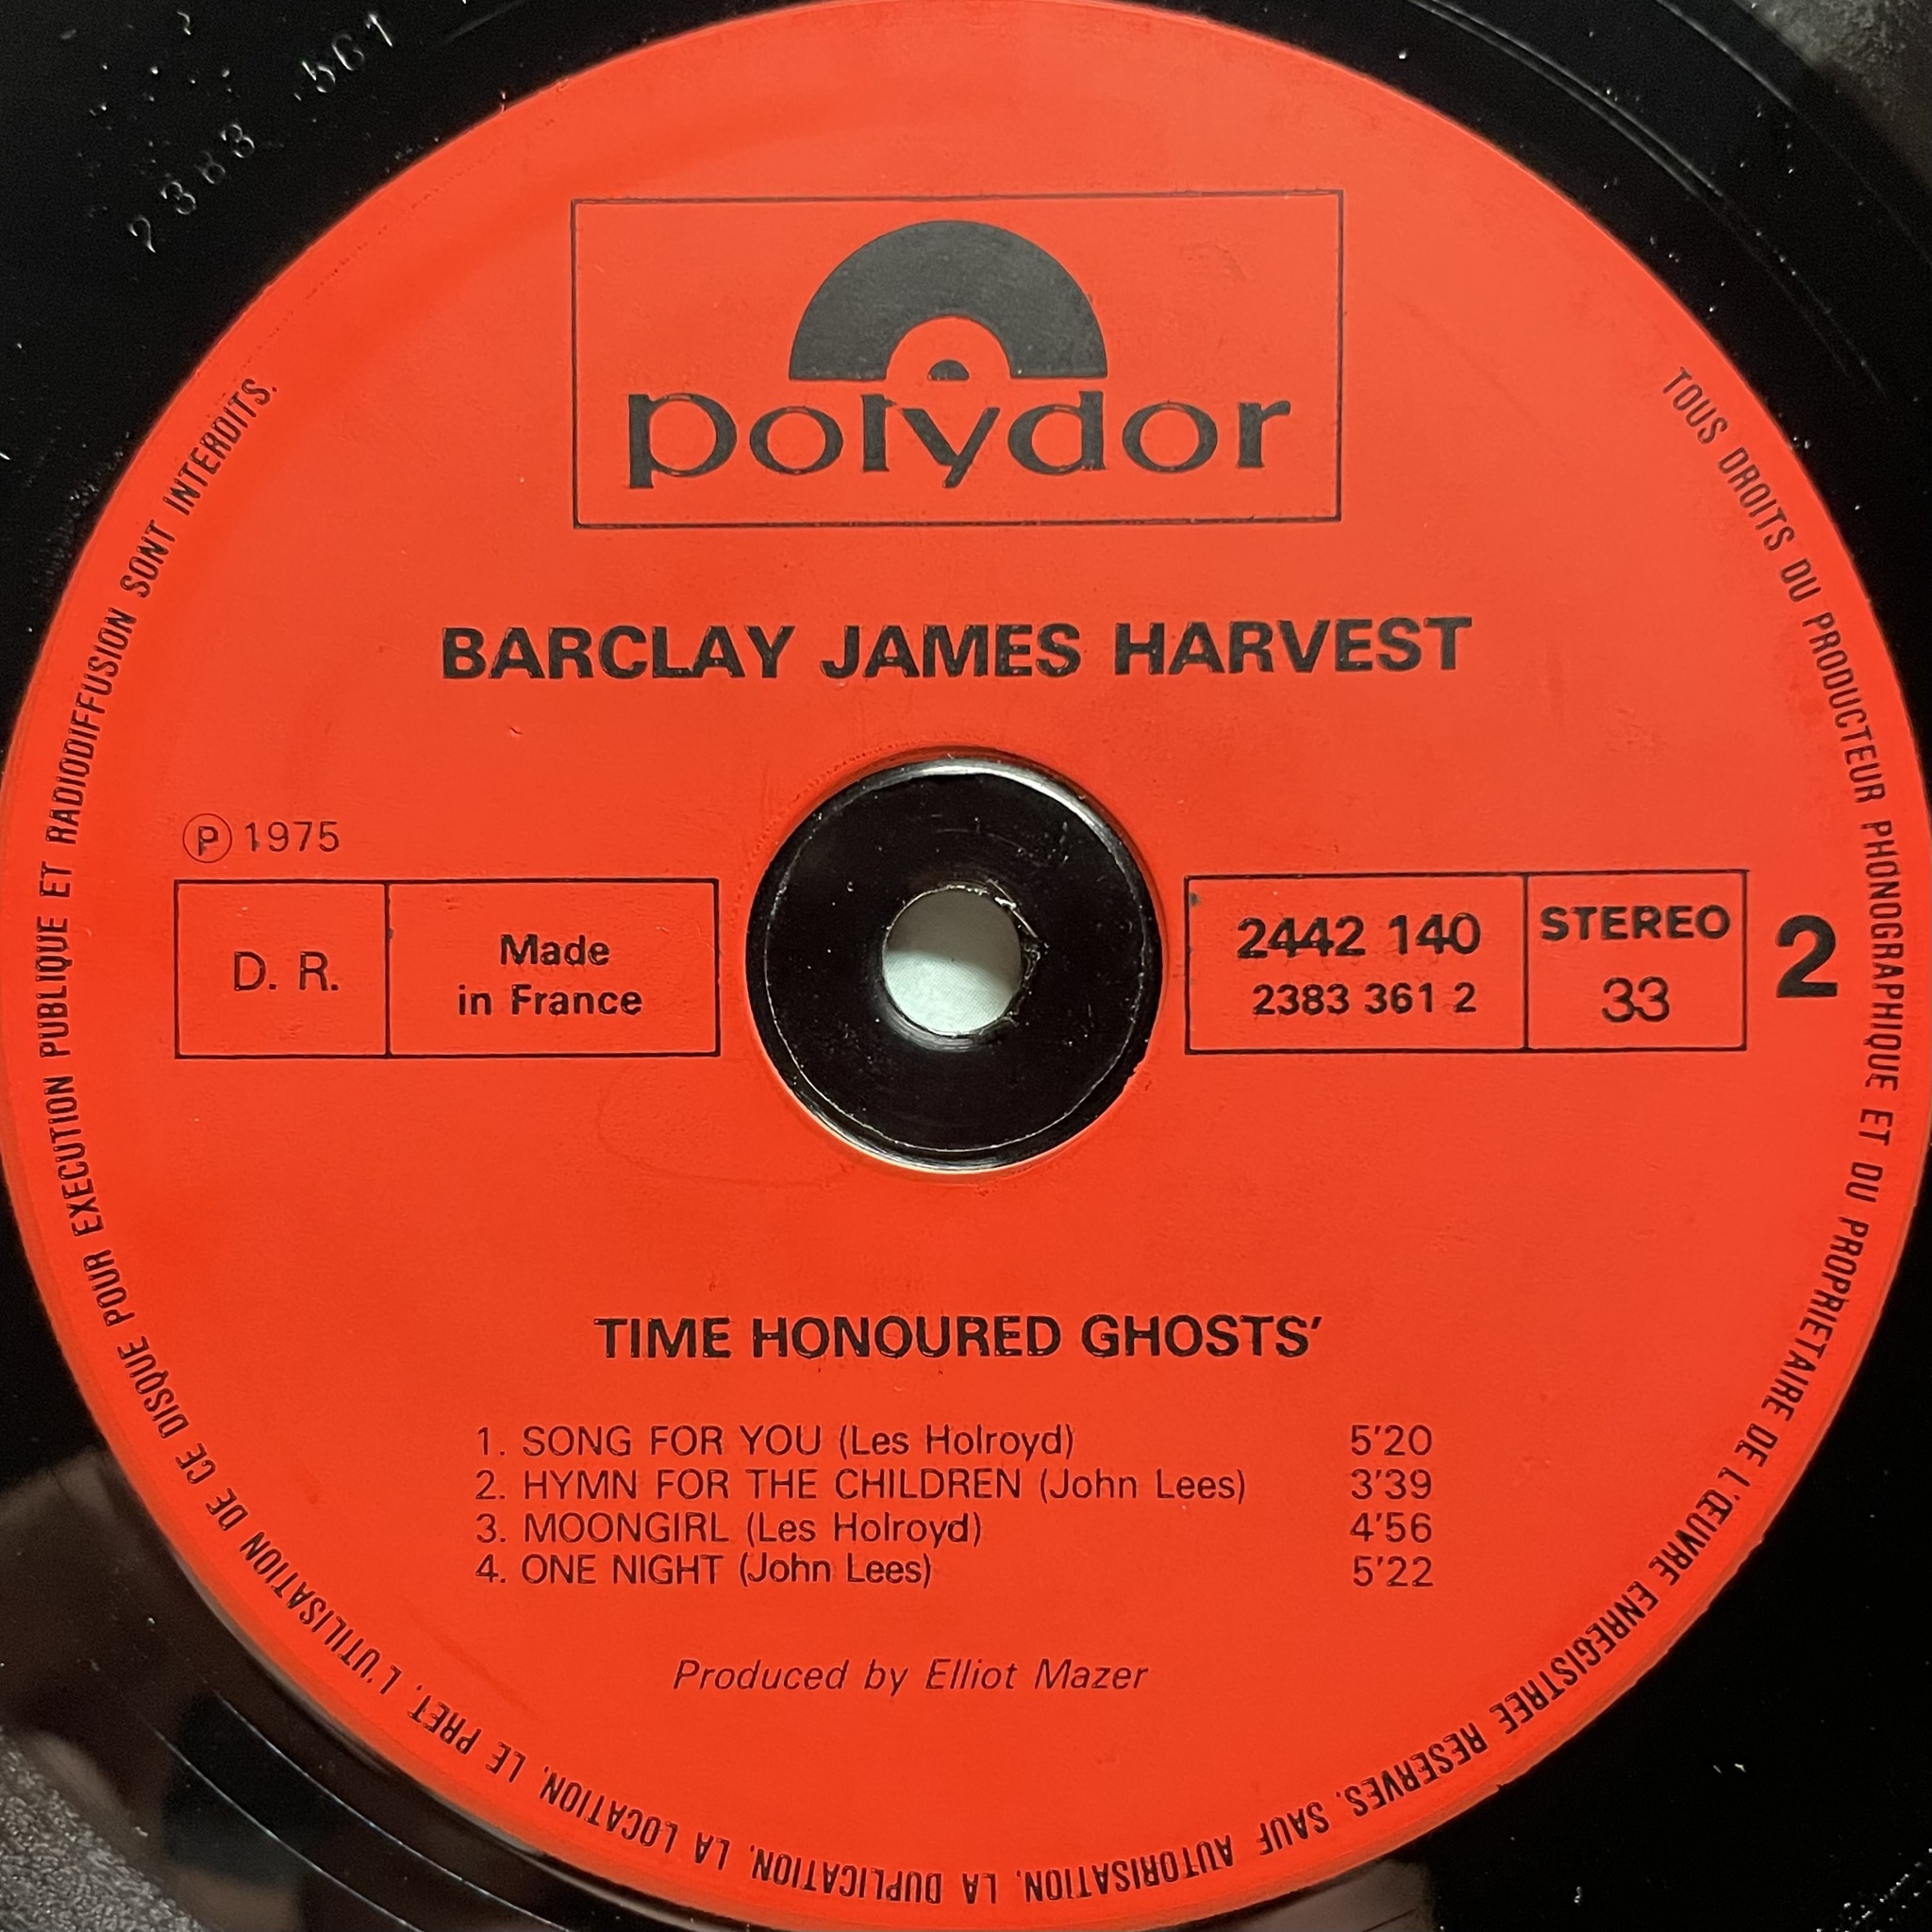 polydor
BARCLAY JAMES HARVEST
Ⓟ 1975
D. R.
Made
in France
2442 140
2383 361 2
STEREO
33
2
TIME HONOURED GHOSTS'
1. SONG FOR YOU (Les Holroyd) 5'20
2. HYMN FOR THE CHILDREN (John Lees) 3'39
3. MOONGIRL (Les Holroyd) 4'56
4. ONE NIGHT (John Lees) 5'22
Produced by Elliot Mazer
TOUS DROITS DU PRODUCTEUR PHONOGRAPHIQUE ET DU PROPRIETAIRE DE L'ŒUVRE ENREGISTRÉE RESERVES. SAUF AUTORISATION, LA DUPLICATION, LA LOCATION, LE PRET, L'UTILISATION DE CE DISQUE POUR EXECUTION PUBLIQUE ET RADIODIFFUSION SONT INTERDITS.